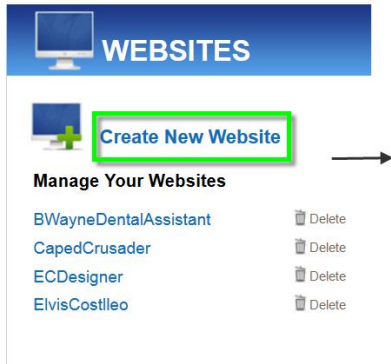 WEBSITES
Create New Website
Manage Your Websites
BWayneDentalAssistant Delete
CapedCrusader Delete
ECDesigner Delete
ElvisCostlleo Delete